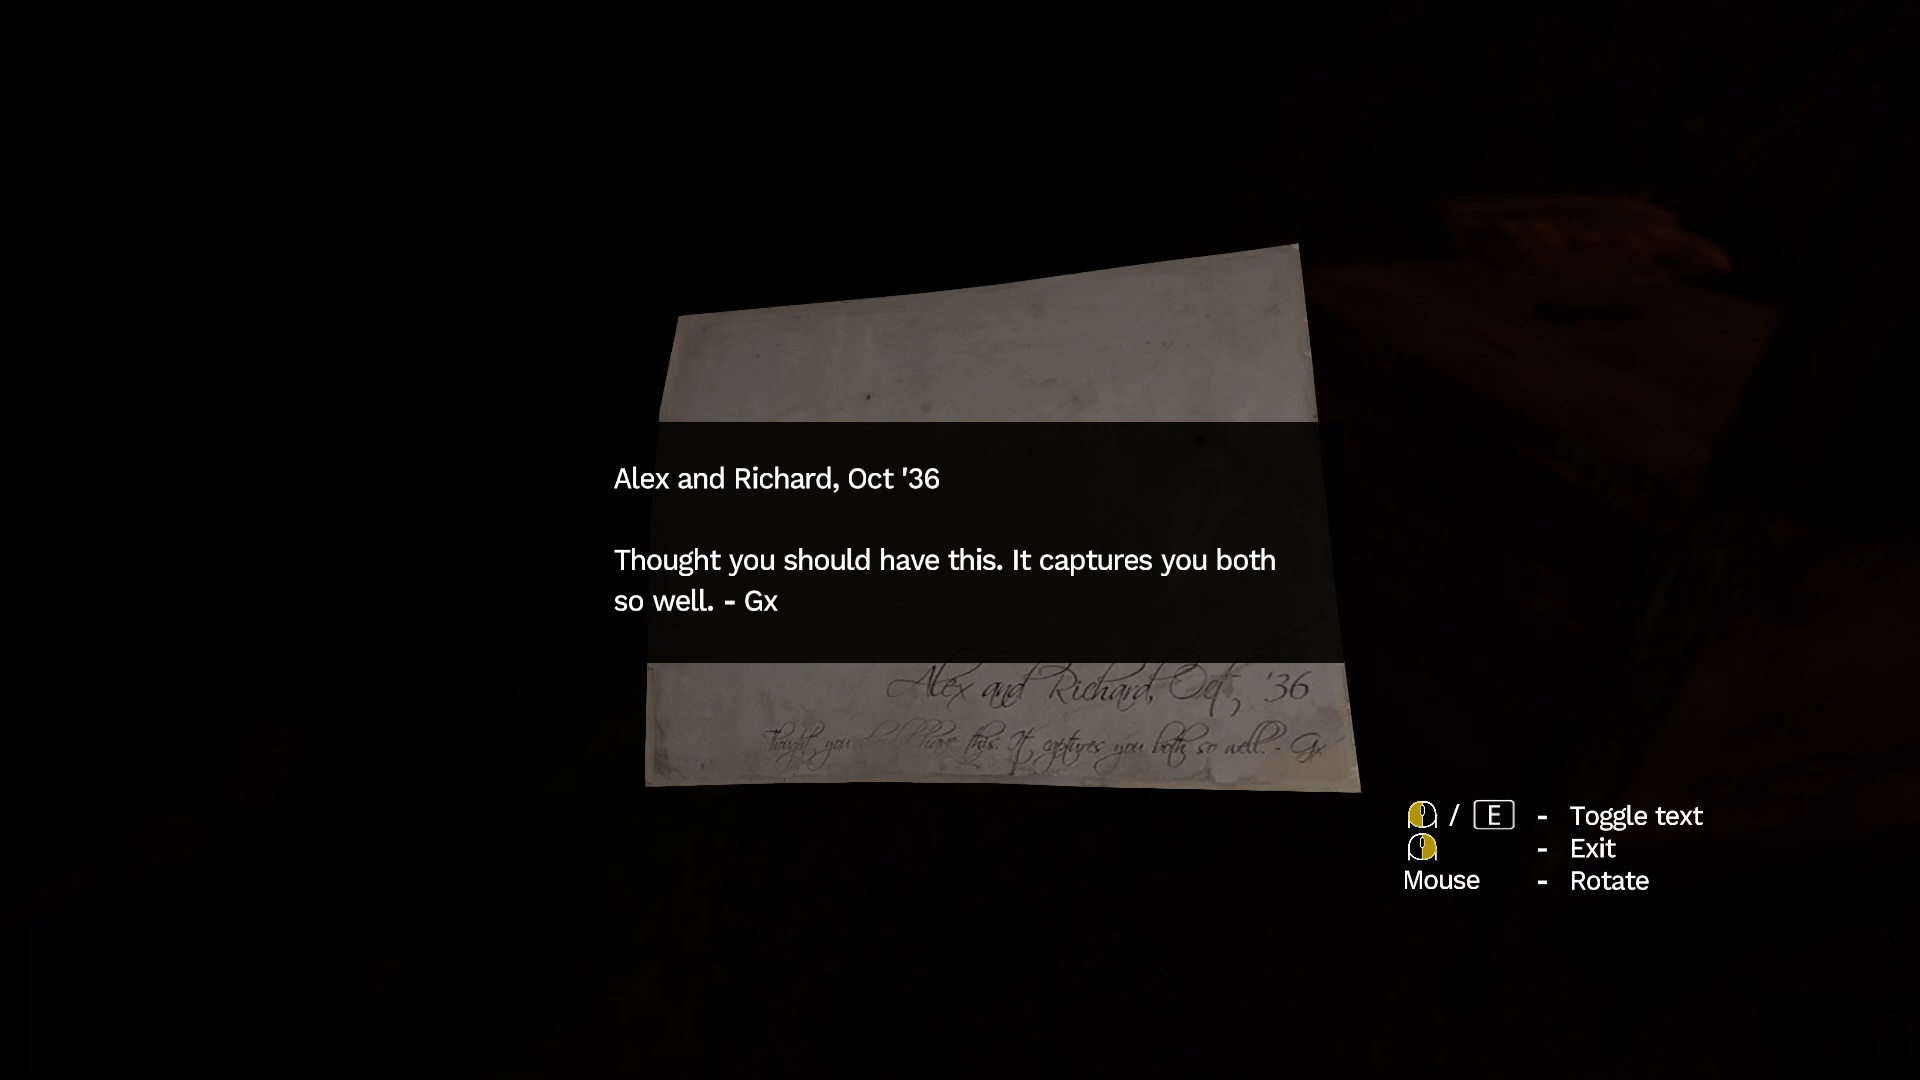 Alex and Richard, Oct '36
Thought you should have this. It captures you both
so well. - Gx
Alex and Richard, Oct, '36
Thought you should have this. It captures you both so well. - Gx
/ E - Toggle text
- Exit
Mouse - Rotate